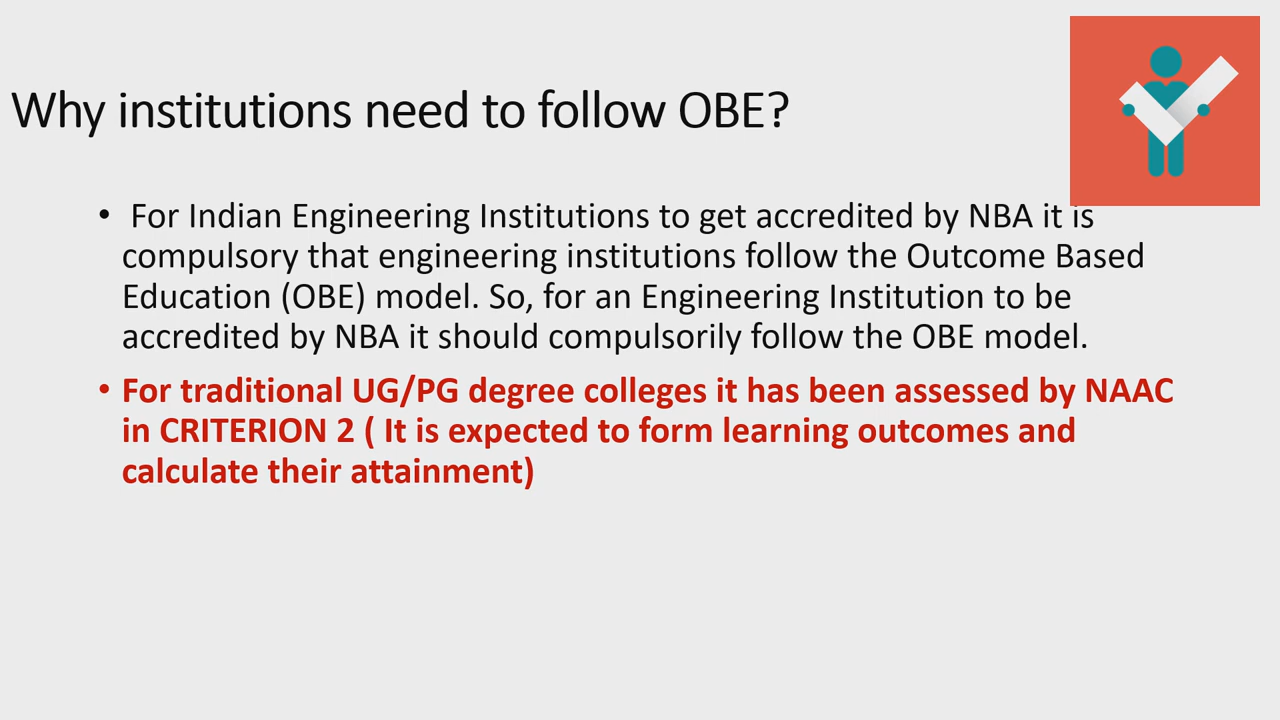 Why institutions need to follow OBE?
• For Indian Engineering Institutions to get accredited by NBA it is
compulsory that engineering institutions follow the Outcome Based
Education (OBE) model. So, for an Engineering Institution to be
accredited by NBA it should compulsorily follow the OBE model.
• For traditional UG/PG degree colleges it has been assessed by NAAC
in CRITERION 2 ( It is expected to form learning outcomes and
calculate their attainment)